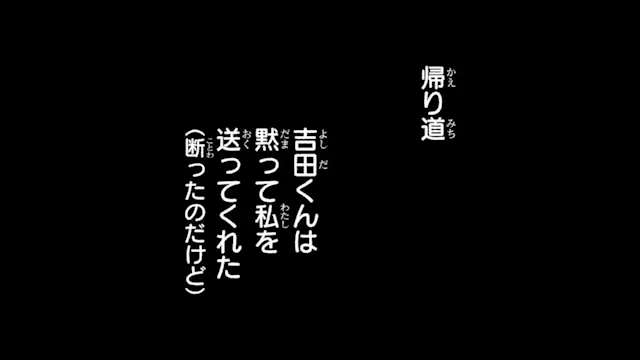 帰り道
吉田くんは
黙って私を
送ってくれた
(断ったのだけど)